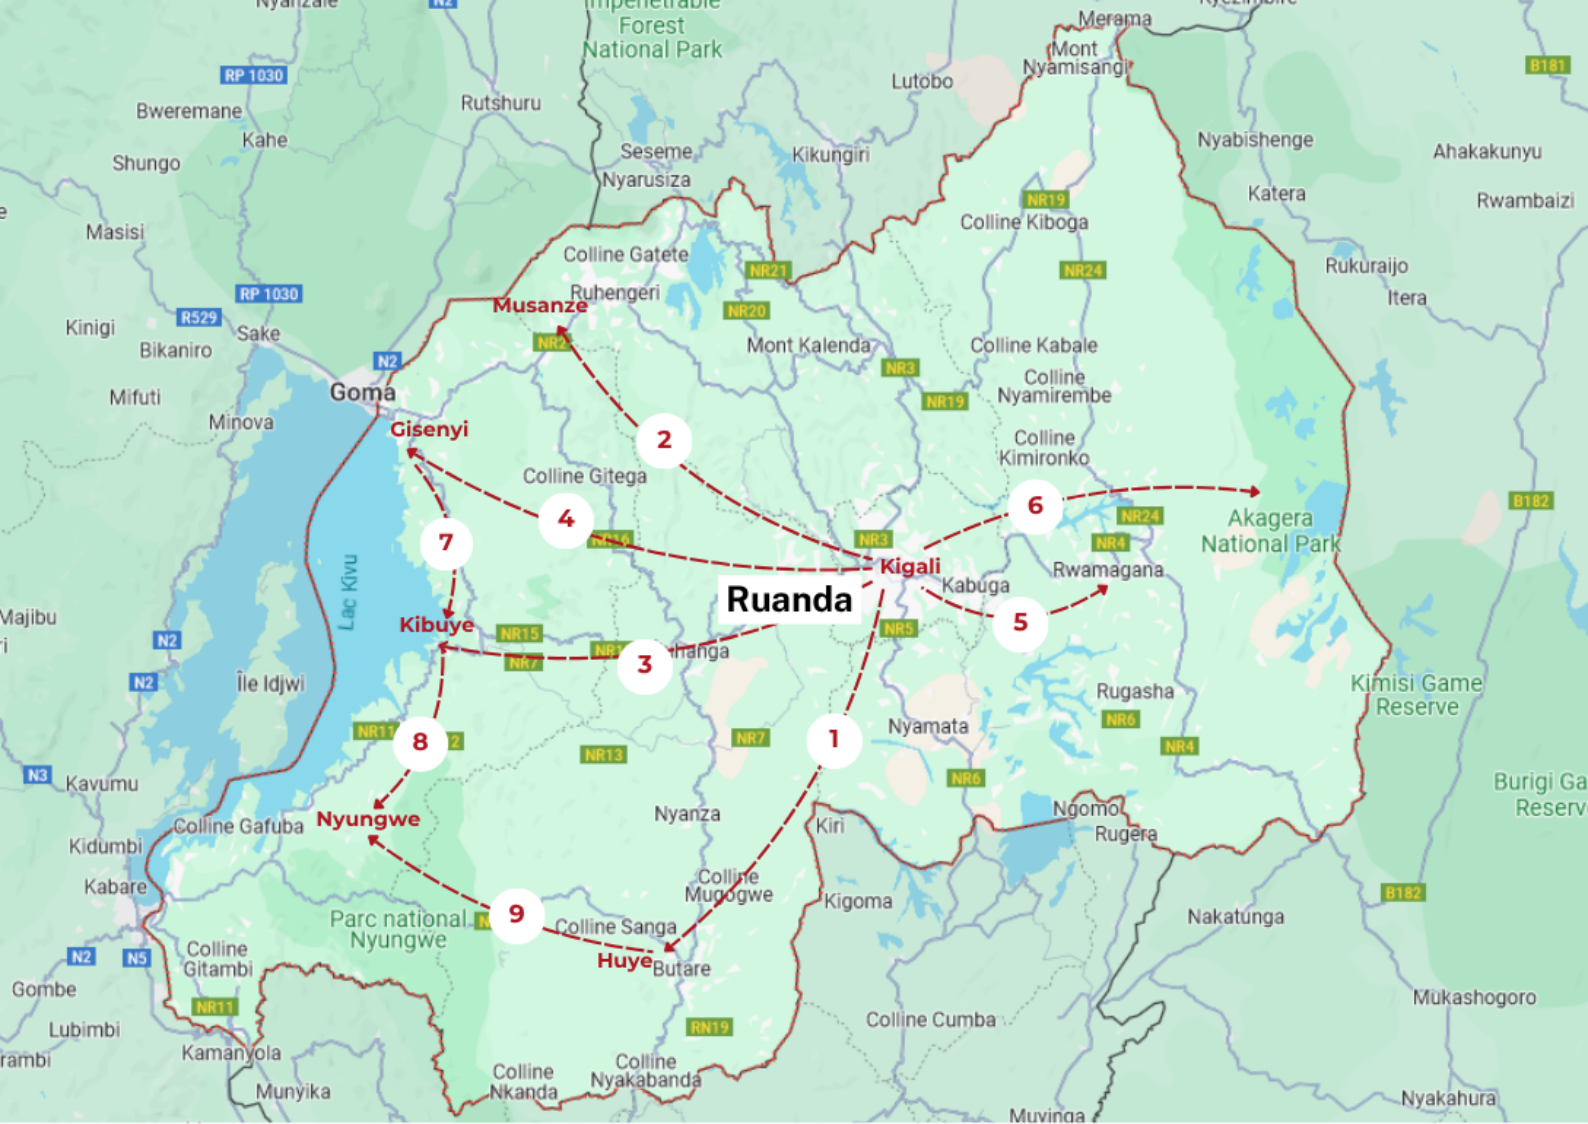 Nyanzale
N2
Impenetrable
Forest
National Park
Merama
Mont
Nyamisangi
B181
RP 1030
Lutobo
Rutshuru
Bweremane
Kahe
Shungo
Seseme
Nyarusiza
Kikungiri
Nyabishenge
Ahakakunyu
Katera
Rwambaizi
NR19
Colline Kiboga
Masisi
Colline Gatete
NR21
NR24
Rukuraijo
Itera
RP 1030
Ruhengeri
Musanze
NR20
R529
Kinigi
Sake
Bikaniro
NR2
Mont Kalenda
Colline Kabale
N2
NR3
Colline
Nyamirembe
Goma
Mifuti
NR19
Minova
Gisenyi
2
Colline
Kimironko
Colline Gitega
6
B182
4
NR24
Akagera
National Park
7
NR16
NR3
NR4
Kigali
Rwamagana
Kabuga
Lac Kivu
Ruanda
Majibu
Kibuye
NR15
NR5
5
N2
NR7
3
N2
Île Idjwi
Rugasha
Kimisi Game
Reserve
NR6
NR11
8
NR13
NR7
1
Nyamata
NR4
N3
Kavumu
NR6
Nyungwe
Colline Gafuba
Nyanza
Kiri
Ngomo
Rugera
Kidumbi
Kabare
Colline
Mugogwe
Kigoma
B182
Parc national
Nyungwe
9
Colline Sanga
Nakatunga
N2
N5
Colline
Gitambi
Huye
Butare
Gombe
NR11
Mukashogoro
Lubimbi
RN19
Colline Cumba
Kamanyola
Munyika
Colline
Nkanda
Colline
Nyakabanda
Nyakahura
Muyinga